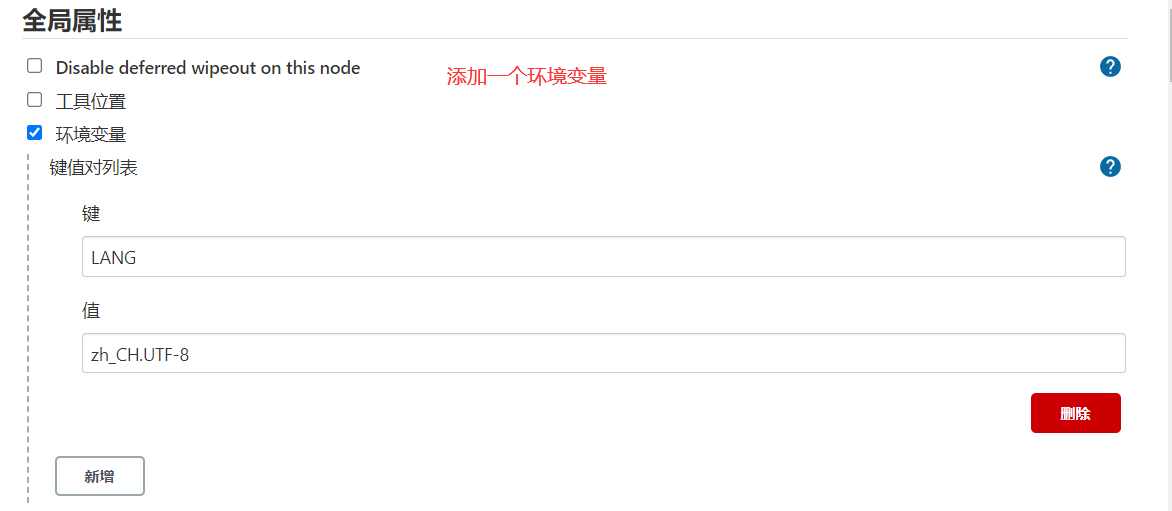 全局属性
Disable deferred wipeout on this node
添加一个环境变量
?
工具位置
环境变量
键值对列表
?
键
LANG
值
zh_CH.UTF-8
删除
新增